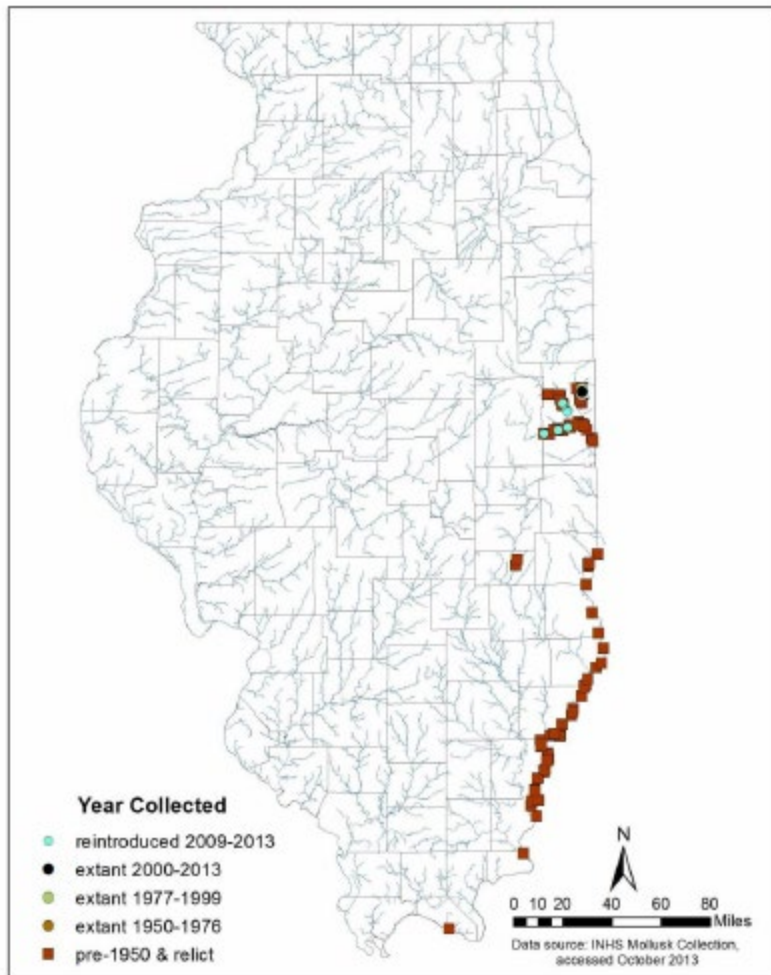 Year Collected
reintroduced 2009-2013
extant 2000-2013
extant 1977-1999
extant 1950-1976
pre-1950 & relict
N
0 10 20 40 60 80
Miles
Data source: INHS Mollusk Collection,
accessed October 2013